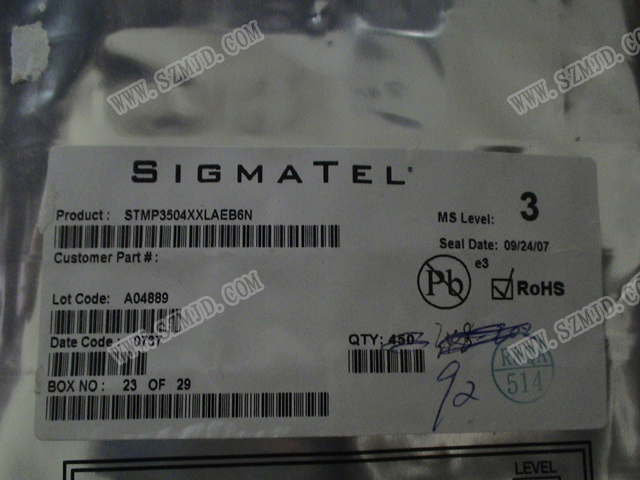 WWW.SZMJD.COM
WWW.SZMJD.COM
SIGMATEL
Product : STMP3504XXLAEB6N
MS Level: 3
Seal Date: 09/24/07
Customer Part # :
Pb
e3
RoHS
Lot Code: A04889
WWW.SZMJD.COM
WWW.SZMJD.COM
Date Code: 0737
QTY: 450
BOX NO : 23 OF 29
92
514
LEVEL